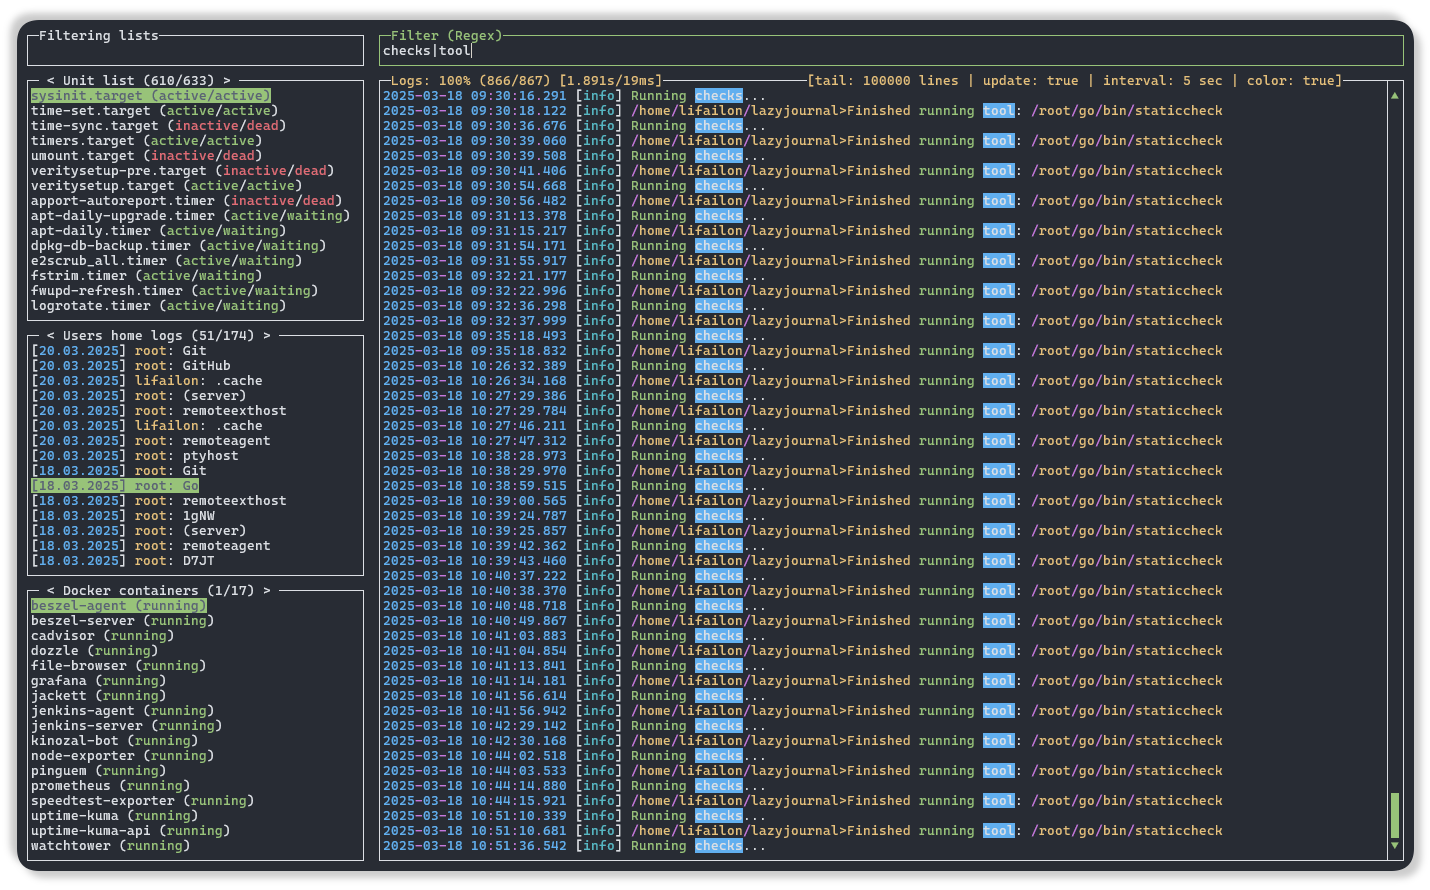 Filtering lists
< Unit list (610/633) >
sysinit.target (active/active)
time-set.target (active/active)
time-sync.target (inactive/dead)
timers.target (active/active)
umount.target (inactive/dead)
veritysetup-pre.target (inactive/dead)
veritysetup.target (active/active)
apport-autoreport.timer (inactive/dead)
apt-daily-upgrade.timer (active/waiting)
apt-daily.timer (active/waiting)
dpkg-db-backup.timer (active/waiting)
e2scrub_all.timer (active/waiting)
fstrim.timer (active/waiting)
fwupd-refresh.timer (active/waiting)
logrotate.timer (active/waiting)
< Users home logs (51/174) >
[20.03.2025] root: Git
[20.03.2025] root: GitHub
[20.03.2025] lifailon: .cache
[20.03.2025] root: (server)
[20.03.2025] root: remoteexthost
[20.03.2025] lifailon: .cache
[20.03.2025] root: remoteagent
[20.03.2025] root: ptyhost
[18.03.2025] root: Git
[18.03.2025] root: Go
[18.03.2025] root: remoteexthost
[18.03.2025] root: 1gNW
[18.03.2025] root: (server)
[18.03.2025] root: remoteagent
[18.03.2025] root: D7JT
< Docker containers (1/17) >
beszel-agent (running)
beszel-server (running)
cadvisor (running)
dozzle (running)
file-browser (running)
grafana (running)
jackett (running)
jenkins-agent (running)
jenkins-server (running)
kinozal-bot (running)
node-exporter (running)
pinguem (running)
prometheus (running)
speedtest-exporter (running)
uptime-kuma (running)
uptime-kuma-api (running)
watchtower (running)
Filter (Regex)
checks|tool
Logs: 100% (866/867) [1.891s/19ms] [tail: 100000 lines | update: true | interval: 5 sec | color: true]
2025-03-18 09:30:16.291 [info] Running checks...
2025-03-18 09:30:18.122 [info] /home/lifailon/lazyjournal>Finished running tool: /root/go/bin/staticcheck
2025-03-18 09:30:36.676 [info] Running checks...
2025-03-18 09:30:39.060 [info] /home/lifailon/lazyjournal>Finished running tool: /root/go/bin/staticcheck
2025-03-18 09:30:39.508 [info] Running checks...
2025-03-18 09:30:41.406 [info] /home/lifailon/lazyjournal>Finished running tool: /root/go/bin/staticcheck
2025-03-18 09:30:54.668 [info] Running checks...
2025-03-18 09:30:56.482 [info] /home/lifailon/lazyjournal>Finished running tool: /root/go/bin/staticcheck
2025-03-18 09:31:13.378 [info] Running checks...
2025-03-18 09:31:15.217 [info] /home/lifailon/lazyjournal>Finished running tool: /root/go/bin/staticcheck
2025-03-18 09:31:54.171 [info] Running checks...
2025-03-18 09:31:55.917 [info] /home/lifailon/lazyjournal>Finished running tool: /root/go/bin/staticcheck
2025-03-18 09:32:21.177 [info] Running checks...
2025-03-18 09:32:22.996 [info] /home/lifailon/lazyjournal>Finished running tool: /root/go/bin/staticcheck
2025-03-18 09:32:36.298 [info] Running checks...
2025-03-18 09:32:37.999 [info] /home/lifailon/lazyjournal>Finished running tool: /root/go/bin/staticcheck
2025-03-18 09:35:18.493 [info] Running checks...
2025-03-18 09:35:18.832 [info] /home/lifailon/lazyjournal>Finished running tool: /root/go/bin/staticcheck
2025-03-18 10:26:32.389 [info] Running checks...
2025-03-18 10:26:34.168 [info] /home/lifailon/lazyjournal>Finished running tool: /root/go/bin/staticcheck
2025-03-18 10:27:29.386 [info] Running checks...
2025-03-18 10:27:29.784 [info] /home/lifailon/lazyjournal>Finished running tool: /root/go/bin/staticcheck
2025-03-18 10:27:46.211 [info] Running checks...
2025-03-18 10:27:47.312 [info] /home/lifailon/lazyjournal>Finished running tool: /root/go/bin/staticcheck
2025-03-18 10:38:28.973 [info] Running checks...
2025-03-18 10:38:29.970 [info] /home/lifailon/lazyjournal>Finished running tool: /root/go/bin/staticcheck
2025-03-18 10:38:59.515 [info] Running checks...
2025-03-18 10:39:00.565 [info] /home/lifailon/lazyjournal>Finished running tool: /root/go/bin/staticcheck
2025-03-18 10:39:24.787 [info] Running checks...
2025-03-18 10:39:25.857 [info] /home/lifailon/lazyjournal>Finished running tool: /root/go/bin/staticcheck
2025-03-18 10:39:42.362 [info] Running checks...
2025-03-18 10:39:43.460 [info] /home/lifailon/lazyjournal>Finished running tool: /root/go/bin/staticcheck
2025-03-18 10:40:37.222 [info] Running checks...
2025-03-18 10:40:38.370 [info] /home/lifailon/lazyjournal>Finished running tool: /root/go/bin/staticcheck
2025-03-18 10:40:48.718 [info] Running checks...
2025-03-18 10:40:49.867 [info] /home/lifailon/lazyjournal>Finished running tool: /root/go/bin/staticcheck
2025-03-18 10:41:03.883 [info] Running checks...
2025-03-18 10:41:04.854 [info] /home/lifailon/lazyjournal>Finished running tool: /root/go/bin/staticcheck
2025-03-18 10:41:13.841 [info] Running checks...
2025-03-18 10:41:14.181 [info] /home/lifailon/lazyjournal>Finished running tool: /root/go/bin/staticcheck
2025-03-18 10:41:56.614 [info] Running checks...
2025-03-18 10:41:56.942 [info] /home/lifailon/lazyjournal>Finished running tool: /root/go/bin/staticcheck
2025-03-18 10:42:29.142 [info] Running checks...
2025-03-18 10:42:30.168 [info] /home/lifailon/lazyjournal>Finished running tool: /root/go/bin/staticcheck
2025-03-18 10:44:02.518 [info] Running checks...
2025-03-18 10:44:03.533 [info] /home/lifailon/lazyjournal>Finished running tool: /root/go/bin/staticcheck
2025-03-18 10:44:14.880 [info] Running checks...
2025-03-18 10:44:15.921 [info] /home/lifailon/lazyjournal>Finished running tool: /root/go/bin/staticcheck
2025-03-18 10:51:10.339 [info] Running checks...
2025-03-18 10:51:10.681 [info] /home/lifailon/lazyjournal>Finished running tool: /root/go/bin/staticcheck
2025-03-18 10:51:36.542 [info] Running checks...